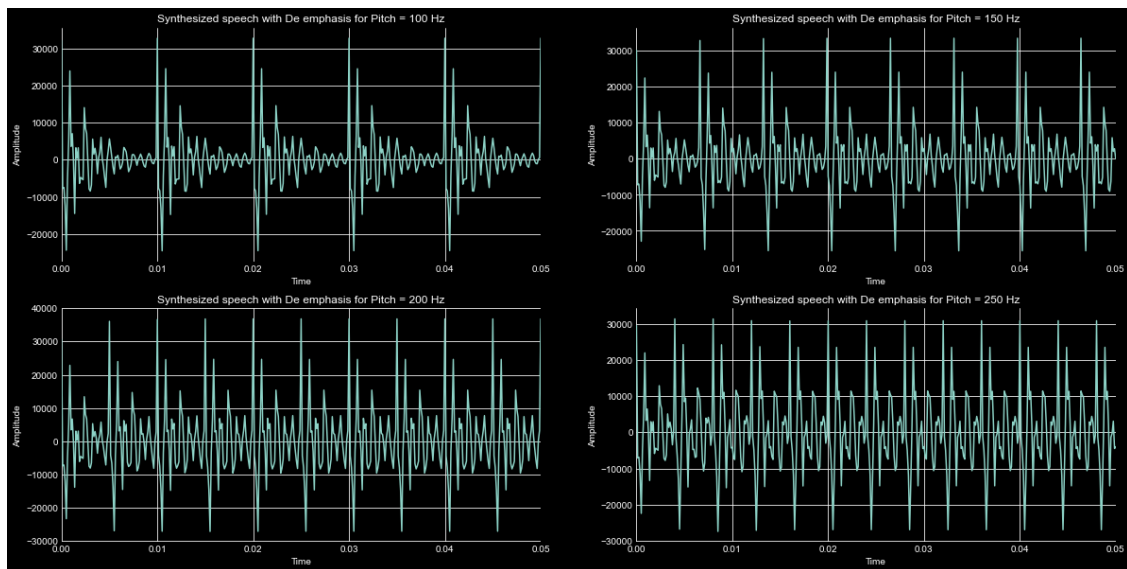 Synthesized speech with De emphasis for Pitch = 100 Hz
30000
20000
10000
0
−10000
−20000
Amplitude
0.00 0.01 0.02 0.03 0.04 0.05
Time
Synthesized speech with De emphasis for Pitch = 150 Hz
30000
20000
10000
0
−10000
−20000
Amplitude
0.00 0.01 0.02 0.03 0.04 0.05
Time
Synthesized speech with De emphasis for Pitch = 200 Hz
40000
30000
20000
10000
0
−10000
−20000
−30000
Amplitude
0.00 0.01 0.02 0.03 0.04 0.05
Time
Synthesized speech with De emphasis for Pitch = 250 Hz
30000
20000
10000
0
−10000
−20000
−30000
Amplitude
0.00 0.01 0.02 0.03 0.04 0.05
Time